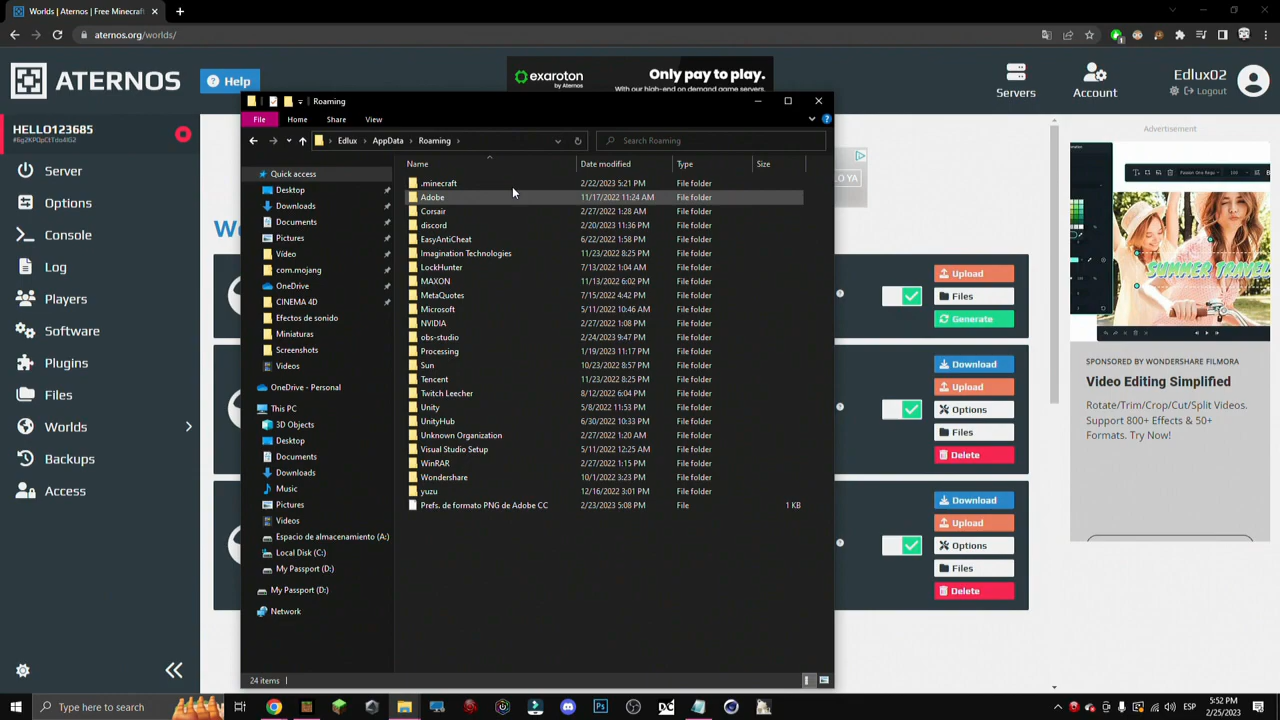 Worlds | Free Minecraft
aternos.org/worlds/
ATERNOS
Help
exaroton
by Aternos
Only pay to play.
With our high-end on demand game servers.
Servers
Account
Edlux02
Logout
HELLO123685
Server
Options
Console
Log
Players
Software
Plugins
Files
Worlds
Backups
Access
Roaming
File
Home
Share
View
Edlux
AppData
Roaming
Search Roaming
Name
Date modified
Type
Size
Quick access
Desktop
Downloads
Documents
Pictures
Vídeo
com.mojang
OneDrive
CINEMA 4D
Efectos de sonido
Miniaturas
Screenshots
Videos
OneDrive - Personal
This PC
3D Objects
Desktop
Documents
Downloads
Music
Pictures
Videos
Espacio de almacenamiento (A:)
Local Disk (C:)
My Passport (D:)
My Passport (D:)
Network
.minecraft 2/22/2023 5:21 PM File folder
Adobe 11/17/2022 11:24 AM File folder
Corsair 2/27/2022 1:28 AM File folder
discord 2/20/2023 11:36 PM File folder
EasyAntiCheat 6/22/2022 1:58 PM File folder
Imagination Technologies 11/23/2022 8:25 PM File folder
LockHunter 7/13/2022 1:04 AM File folder
MAXON 11/13/2022 6:02 PM File folder
MetaQuotes 7/15/2022 4:42 PM File folder
Microsoft 5/11/2022 10:46 AM File folder
NVIDIA 2/27/2022 1:08 PM File folder
obs-studio 2/24/2023 9:47 PM File folder
Processing 1/19/2023 11:17 PM File folder
Sun 10/23/2022 8:57 PM File folder
Tencent 11/23/2022 8:25 PM File folder
Twitch Leecher 8/12/2022 6:04 PM File folder
Unity 5/8/2022 11:53 PM File folder
UnityHub 6/30/2022 10:33 PM File folder
Unknown Organization 2/27/2022 1:20 AM File folder
Visual Studio Setup 5/11/2022 12:25 AM File folder
WinRAR 2/27/2022 1:15 PM File folder
Wondershare 10/1/2022 3:23 PM File folder
yuzu 12/16/2022 3:01 PM File folder
Prefs. de formato PNG de Adobe CC 2/23/2023 5:08 PM File 1 KB
24 items
Upload
Files
Generate
Download
Upload
Options
Files
Delete
Download
Upload
Options
Files
Delete
Advertisement
SUMMER TRAVEL
SPONSORED BY WONDERSHARE FILMORA
Video Editing Simplified
Rotate/Trim/Crop/Cut/Split Videos.
Support 800+ Effects & 50+
Formats. Try Now!
Type here to search
ESP
5:52 PM
2/25/2023